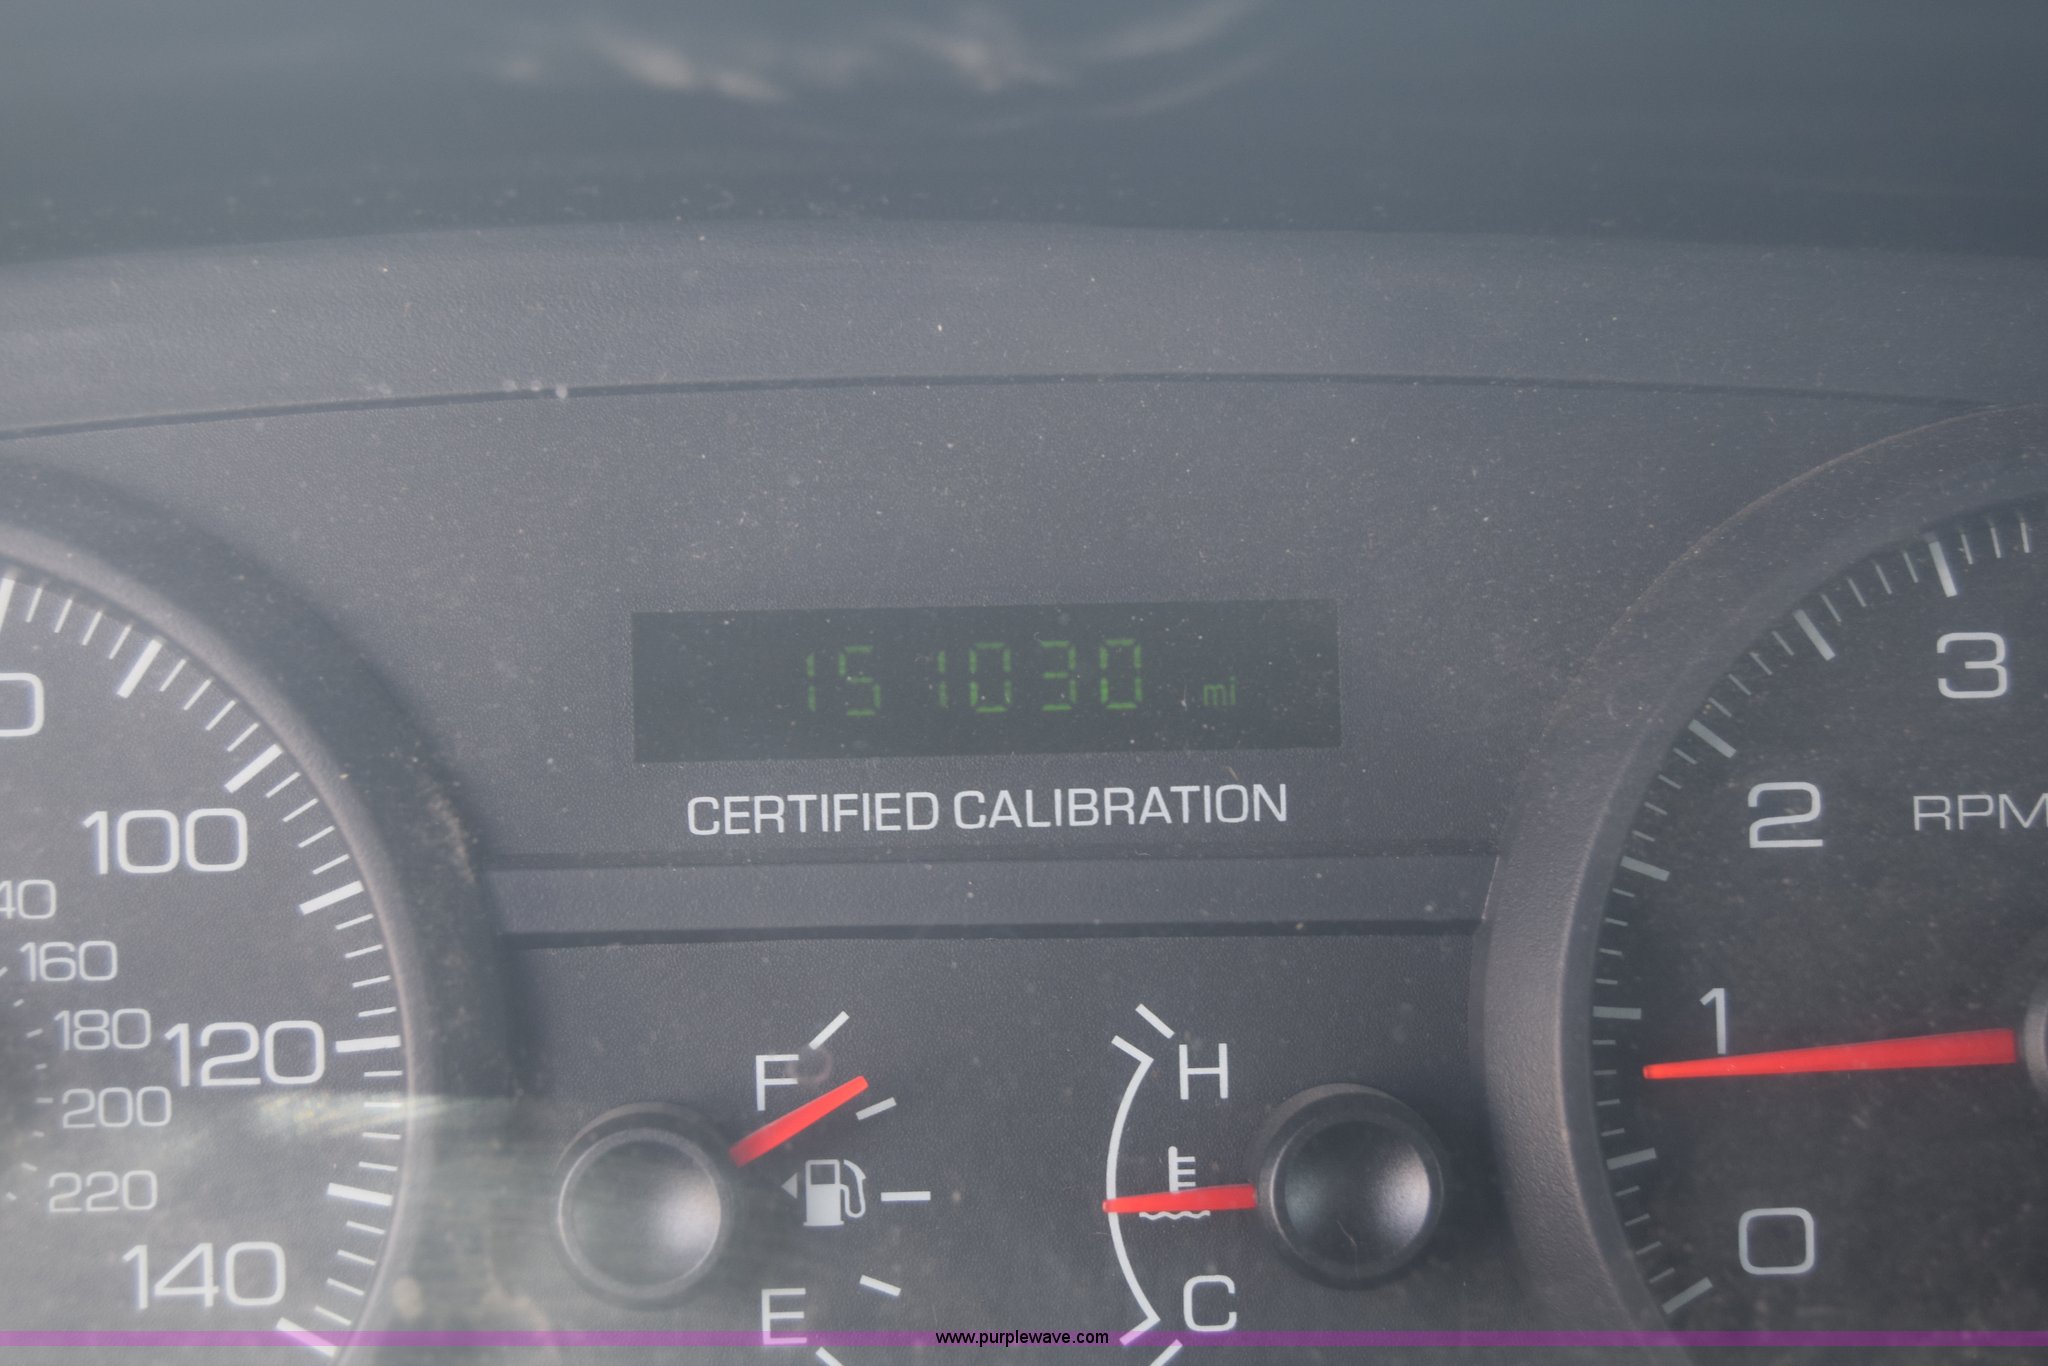 151030 mi
CERTIFIED CALIBRATION
100
160
180
120
200
220
140
F
E
H
C
3
2
RPM
1
0
www.purplewave.com